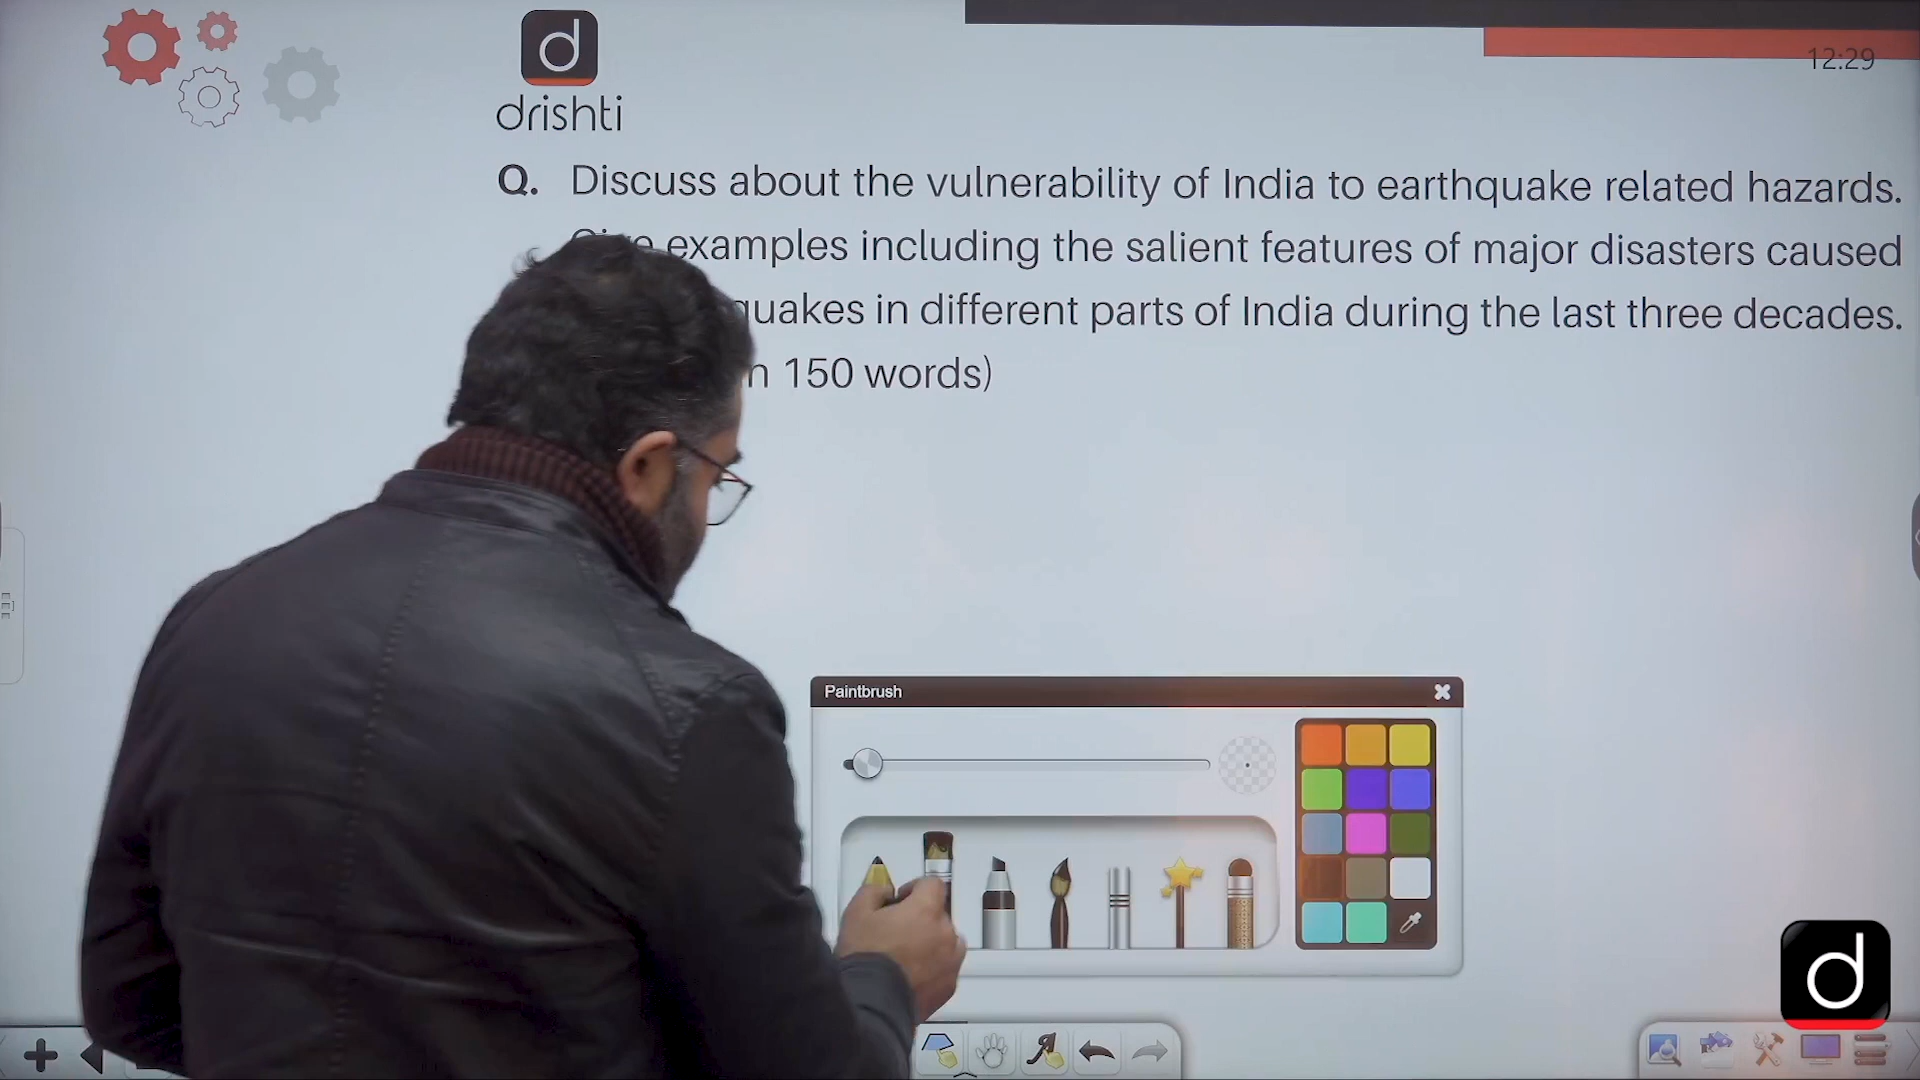 12:29
drishti
Q. Discuss about the vulnerability of India to earthquake related hazards.
examples including the salient features of major disasters caused
quakes in different parts of India during the last three decades.
150 words)
Paintbrush